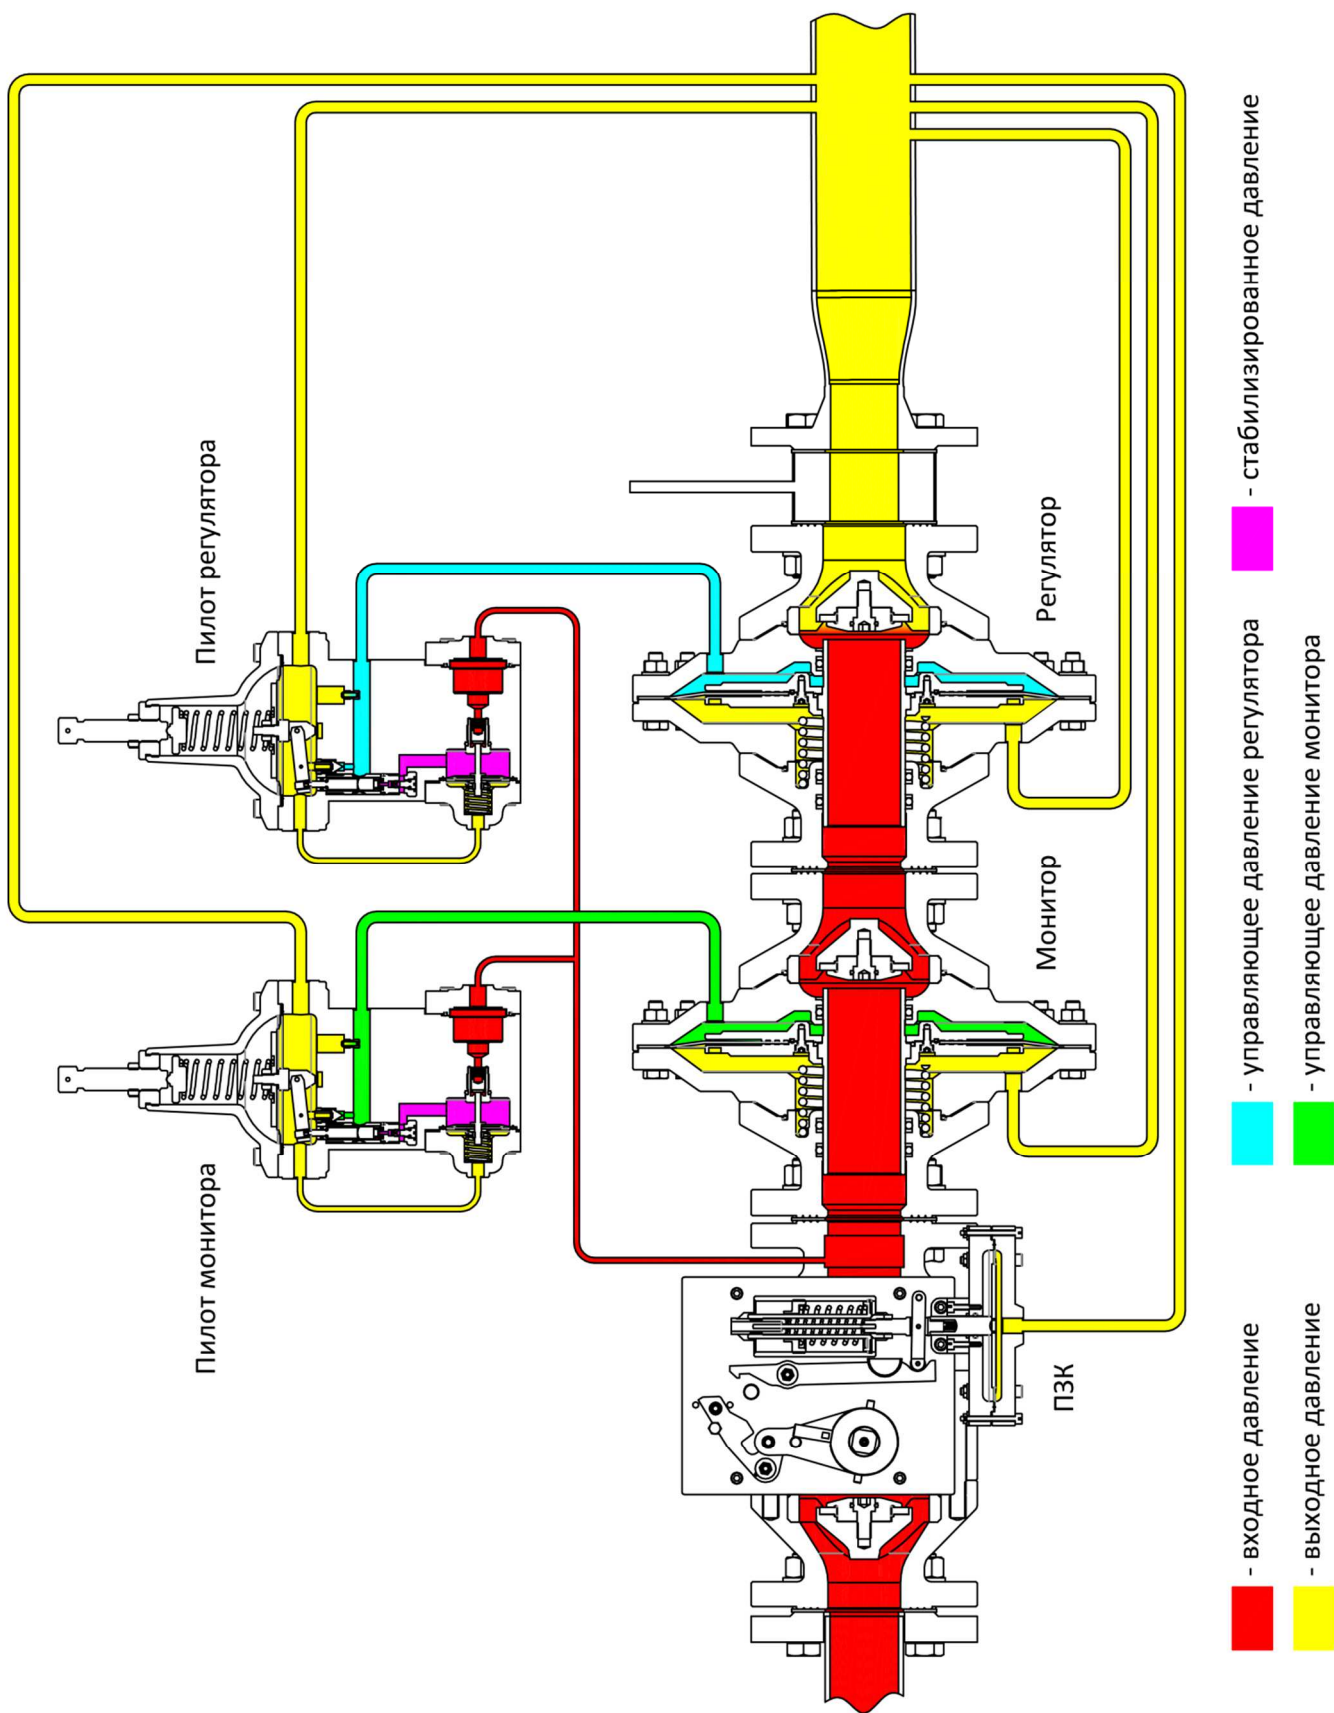 Пилот монитора
Пилот регулятора
ПЗК
Монитор
Регулятор
- входное давление
- выходное давление
- управляющее давление регулятора
- управляющее давление монитора
- стабилизированное давление